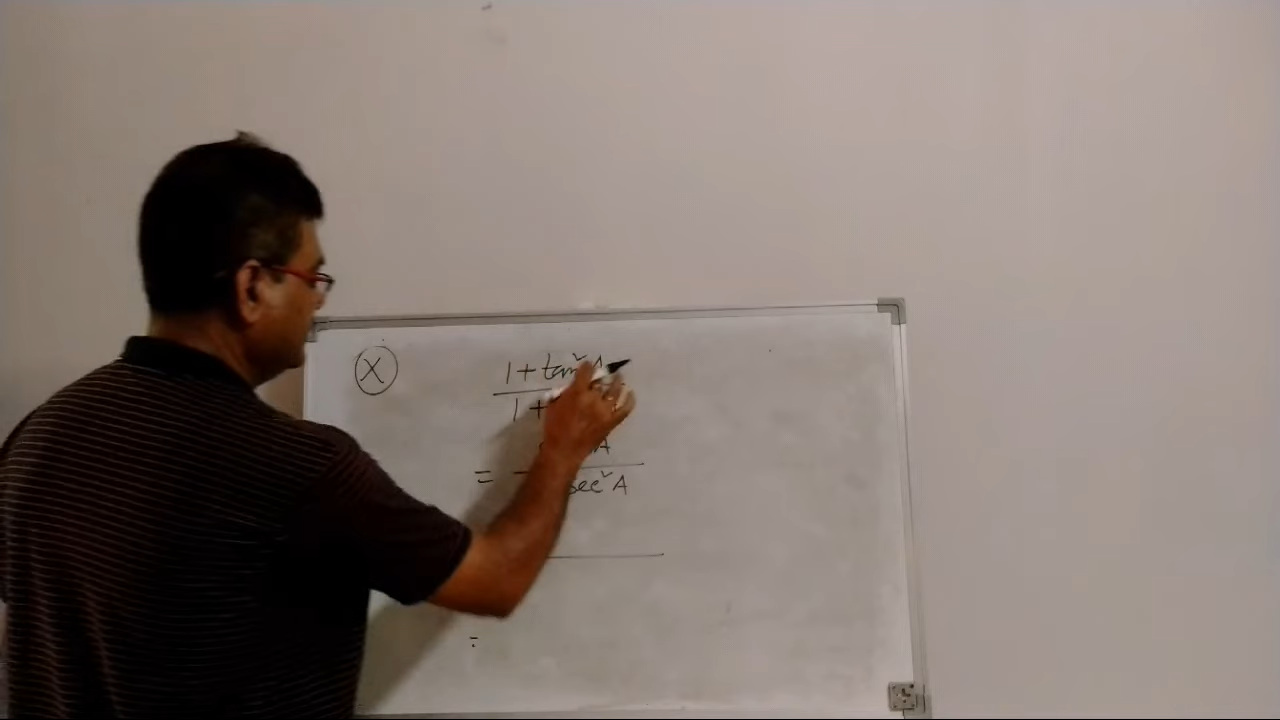 X
1 + tan²A
1 +
A
=
sec²A
=